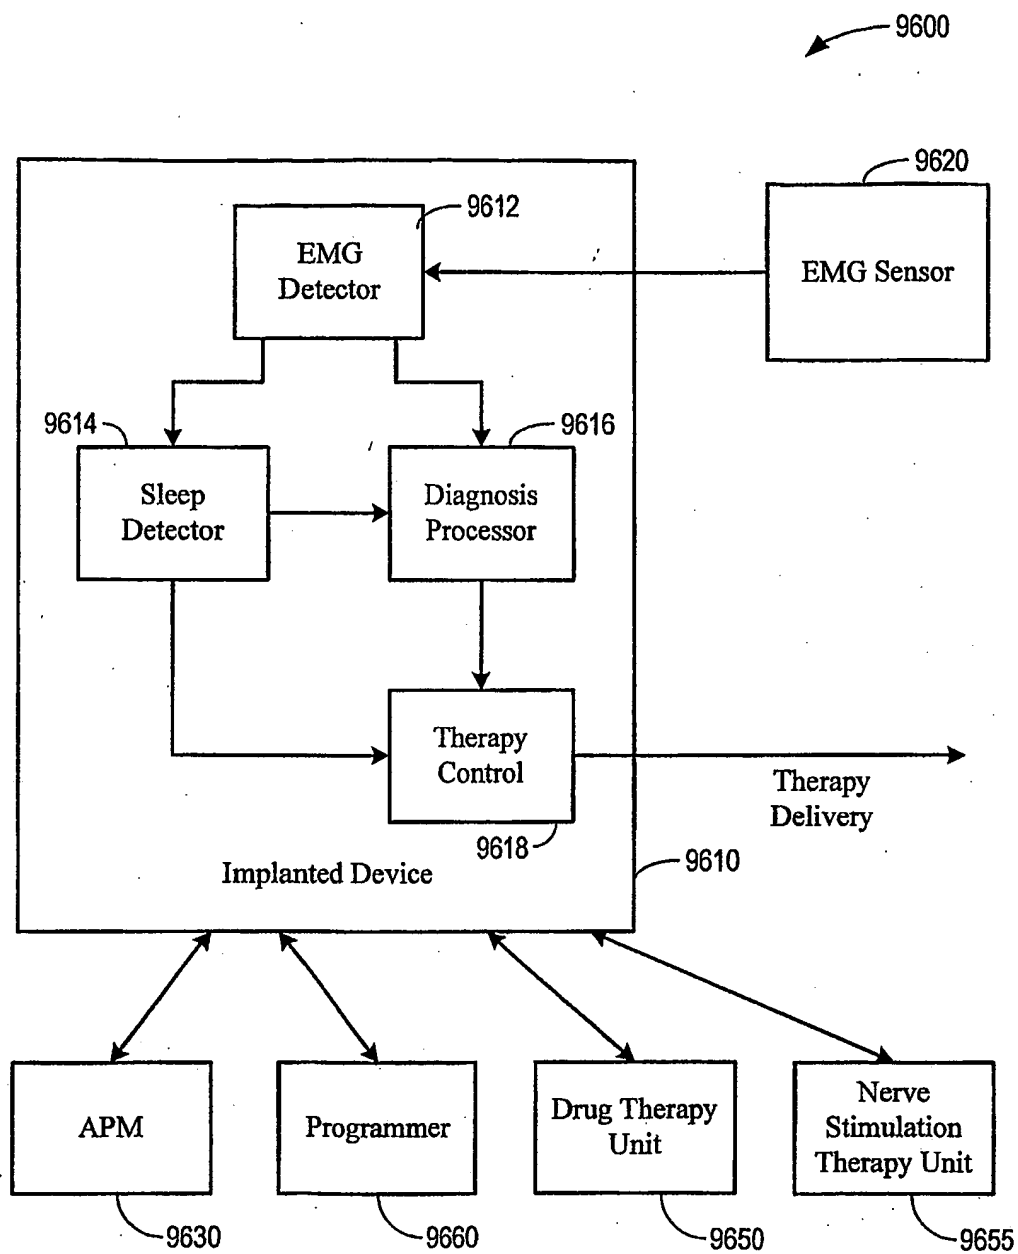 9600
9620
EMG Sensor
9612
EMG
Detector
9614
Sleep
Detector
9616
Diagnosis
Processor
Therapy
Control
9618
Therapy
Delivery
9610
Implanted Device
APM
9630
Programmer
9660
Drug Therapy
Unit
9650
Nerve
Stimulation
Therapy Unit
9655